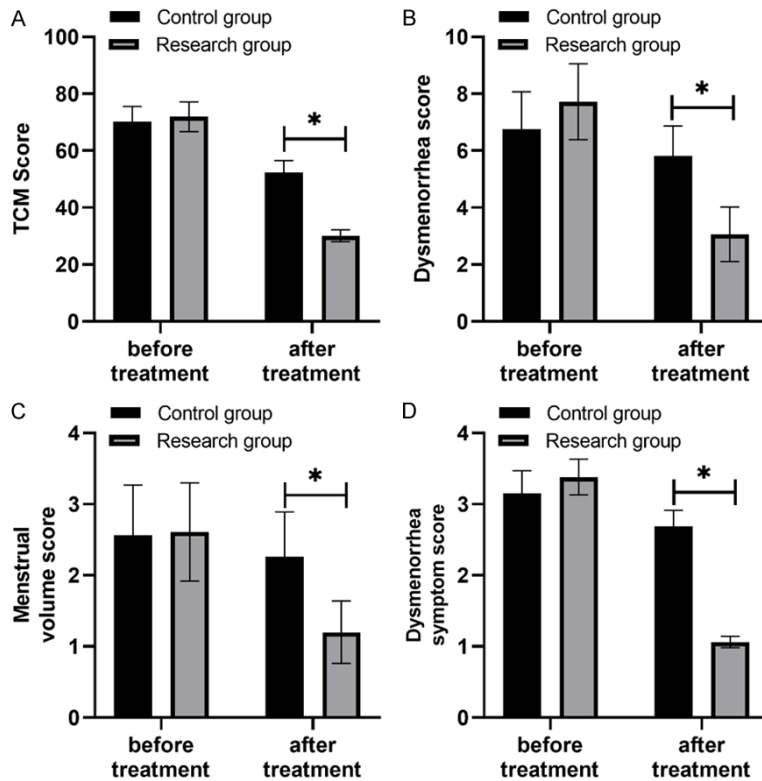 A
Control group
Research group
TCM Score
100
80
60
40
20
0
*
before
treatment
after
treatment
B
Control group
Research group
Dysmenorrhea score
10
8
6
4
2
0
*
before
treatment
after
treatment
C
Control group
Research group
Menstrual
volume score
4
3
2
1
0
*
before
treatment
after
treatment
D
Control group
Research group
Dysmenorrhea
symptom score
4
3
2
1
0
*
before
treatment
after
treatment